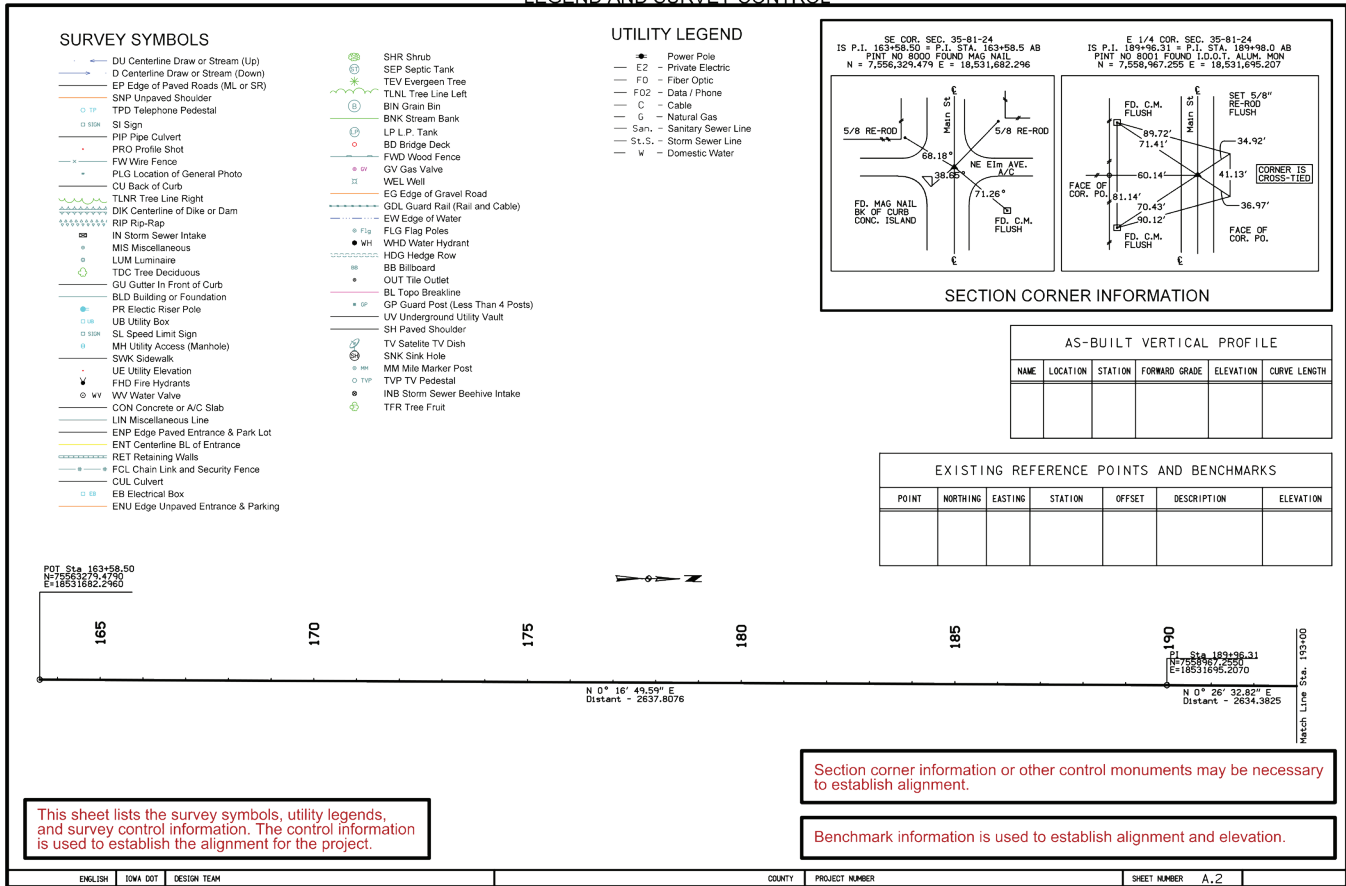 LEGEND AND SURVEY CONTROL
SURVEY SYMBOLS
DU Centerline Draw or Stream (Up)
D Centerline Draw or Stream (Down)
EP Edge of Paved Roads (ML or SR)
SNP Unpaved Shoulder
TP TPD Telephone Pedestal
SIGN SI Sign
PIP Pipe Culvert
PRO Profile Shot
FW Wire Fence
PLG Location of General Photo
CU Back of Curb
TLNR Tree Line Right
DIK Centerline of Dike or Dam
RIP Rip-Rap
IN Storm Sewer Intake
MIS Miscellaneous
LUM Luminaire
TDC Tree Deciduous
GU Gutter In Front of Curb
BLD Building or Foundation
PR Electic Riser Pole
UB UB Utility Box
SIGN SL Speed Limit Sign
MH Utility Access (Manhole)
SWK Sidewalk
UE Utility Elevation
FHD Fire Hydrants
WV WV Water Valve
CON Concrete or A/C Slab
LIN Miscellaneous Line
ENP Edge Paved Entrance & Park Lot
ENT Centerline BL of Entrance
RET Retaining Walls
FCL Chain Link and Security Fence
CUL Culvert
EB EB Electrical Box
ENU Edge Unpaved Entrance & Parking
SHR Shrub
ST SEP Septic Tank
TEV Evergeen Tree
TLNL Tree Line Left
B BIN Grain Bin
BNK Stream Bank
LP LP L.P. Tank
BD Bridge Deck
FWD Wood Fence
GV GV Gas Valve
WEL Well
EG Edge of Gravel Road
GDL Guard Rail (Rail and Cable)
EW Edge of Water
Flg FLG Flag Poles
WH WHD Water Hydrant
HDG Hedge Row
BB BB Billboard
OUT Tile Outlet
BL Topo Breakline
GP GP Guard Post (Less Than 4 Posts)
UV Underground Utility Vault
SH Paved Shoulder
TV Satelite TV Dish
SH SNK Sink Hole
MM MM Mile Marker Post
TVP TVP TV Pedestal
INB Storm Sewer Beehive Intake
TFR Tree Fruit
UTILITY LEGEND
Power Pole
E2 - Private Electric
FO - Fiber Optic
FO2 - Data / Phone
C - Cable
G - Natural Gas
San. - Sanitary Sewer Line
St.S. - Storm Sewer Line
W - Domestic Water
SE COR. SEC. 35-81-24
IS P.I. 163+58.50 = P.I. STA. 163+58.5 AB
PINT NO 8000 FOUND MAG NAIL
N = 7,556,329.479 E = 18,531,682.296
Main St
5/8 RE-ROD
5/8 RE-ROD
68.18°
NE Elm AVE.
A/C
38.65°
71.26°
FD. MAG NAIL
BK OF CURB
CONC. ISLAND
FD. C.M.
FLUSH
E 1/4 COR. SEC. 35-81-24
IS P.I. 189+96.31 = P.I. STA. 189+98.0 AB
PINT NO 8001 FOUND I.D.O.T. ALUM. MON
N = 7,558,967.255 E = 18,531,695.207
FD. C.M.
FLUSH
Main St
SET 5/8"
RE-ROD
FLUSH
89.72'
71.41'
34.92'
60.14'
41.13'
CORNER IS
CROSS-TIED
FACE OF
COR. PO.
81.14'
70.43'
90.12'
36.97'
FD. C.M.
FLUSH
FACE OF
COR. PO.
SECTION CORNER INFORMATION
AS-BUILT VERTICAL PROFILE
NAME LOCATION STATION FORWARD GRADE ELEVATION CURVE LENGTH
EXISTING REFERENCE POINTS AND BENCHMARKS
POINT NORTHING EASTING STATION OFFSET DESCRIPTION ELEVATION
POT Sta 163+58.50
N=75563279.4790
E=18531682.2960
165 170 175 180 185 190
PI Sta 189+96.31
N=7558967.2550
E=18531695.2070
N 0° 16' 49.59" E
Distant - 2637.8076
N 0° 26' 32.82" E
Distant - 2634.3825
Match Line Sta. 193+00
Section corner information or other control monuments may be necessary
to establish alignment.
This sheet lists the survey symbols, utility legends,
and survey control information. The control information
is used to establish the alignment for the project.
Benchmark information is used to establish alignment and elevation.
ENGLISH IOWA DOT DESIGN TEAM COUNTY PROJECT NUMBER SHEET NUMBER A.2